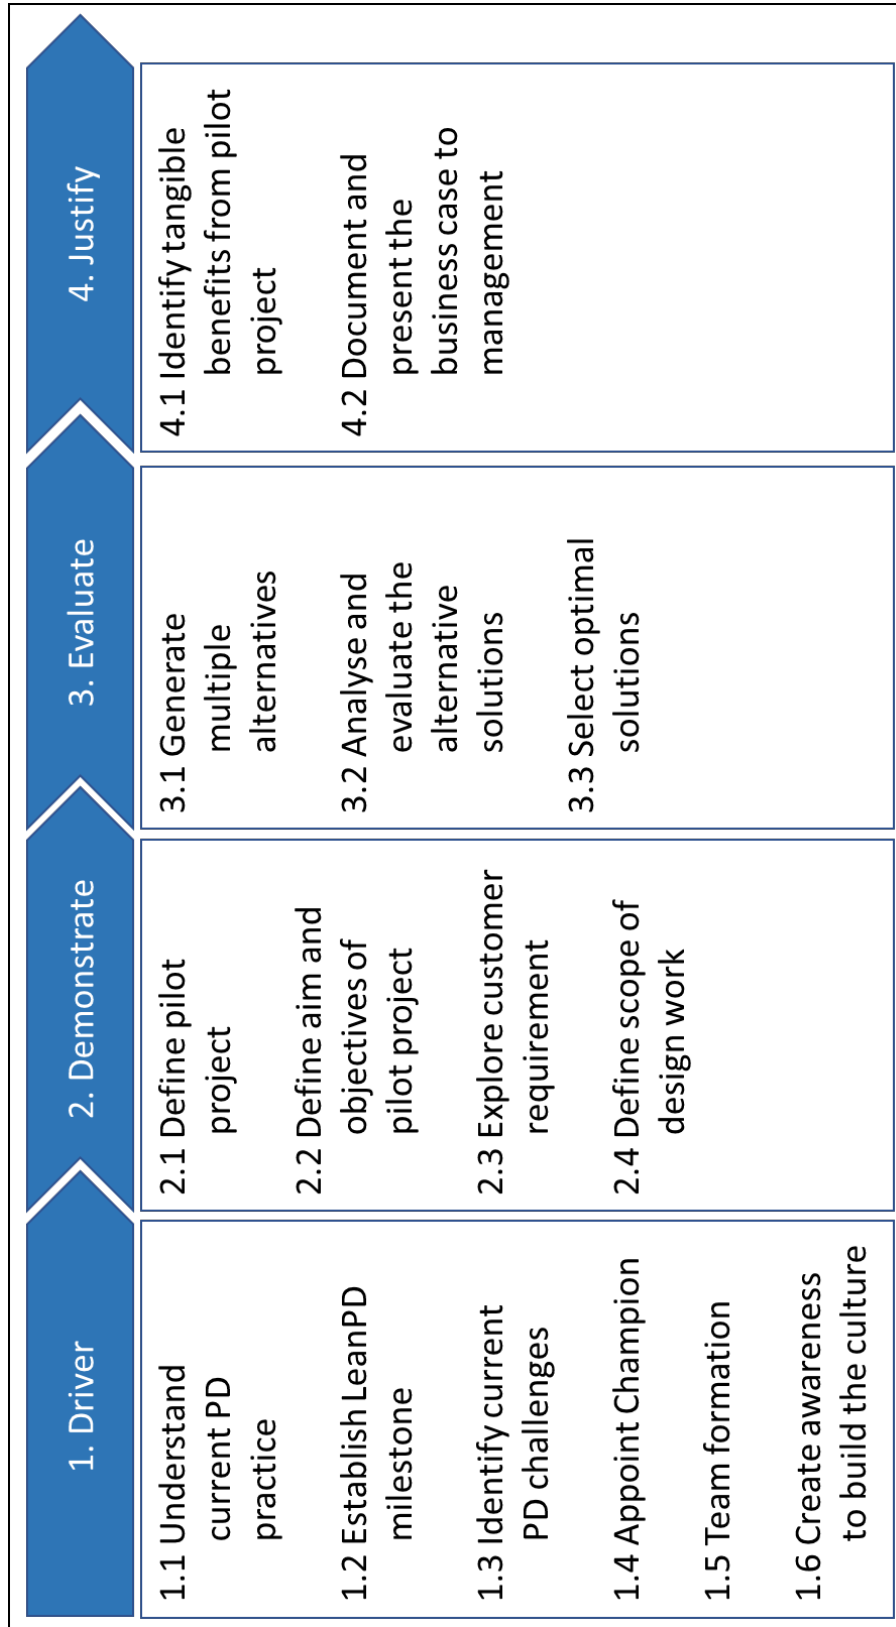 1. Driver
1.1 Understand
current PD
practice
1.2 Establish LeanPD
milestone
1.3 Identify current
PD challenges
1.4 Appoint Champion
1.5 Team formation
1.6 Create awareness
to build the culture
2. Demonstrate
2.1 Define pilot
project
2.2 Define aim and
objectives of
pilot project
2.3 Explore customer
requirement
2.4 Define scope of
design work
3. Evaluate
3.1 Generate
multiple
alternatives
3.2 Analyse and
evaluate the
alternative
solutions
3.3 Select optimal
solutions
4. Justify
4.1 Identify tangible
benefits from pilot
project
4.2 Document and
present the
business case to
management